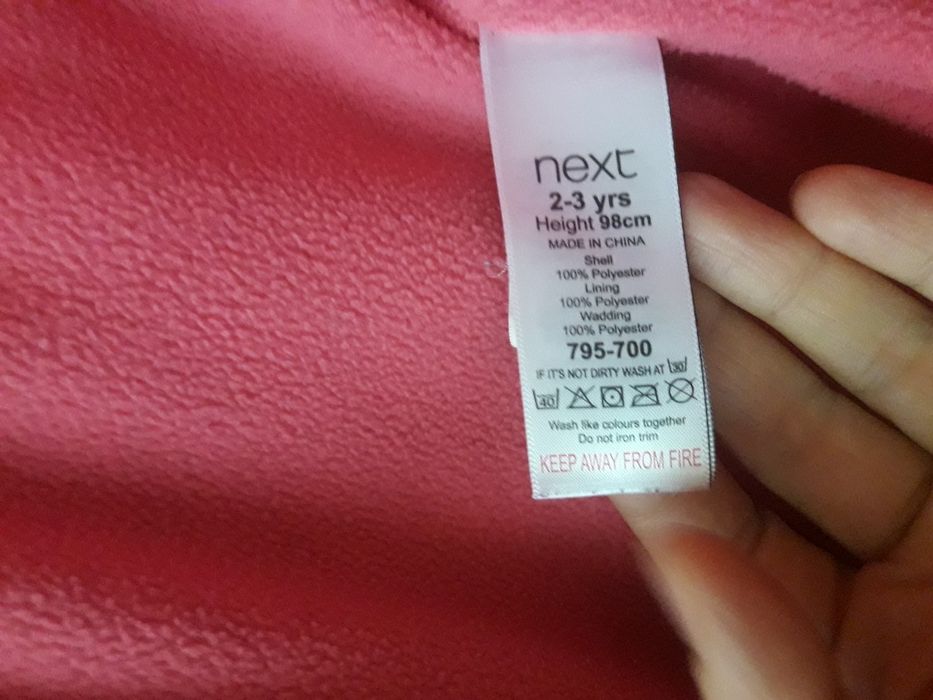 next
2-3 yrs
Height 98cm
MADE IN CHINA
Shell
100% Polyester
Lining
100% Polyester
Wadding
100% Polyester
795-700
IF IT'S NOT DIRTY WASH AT 30
40
Wash like colours together
Do not iron trim
KEEP AWAY FROM FIRE